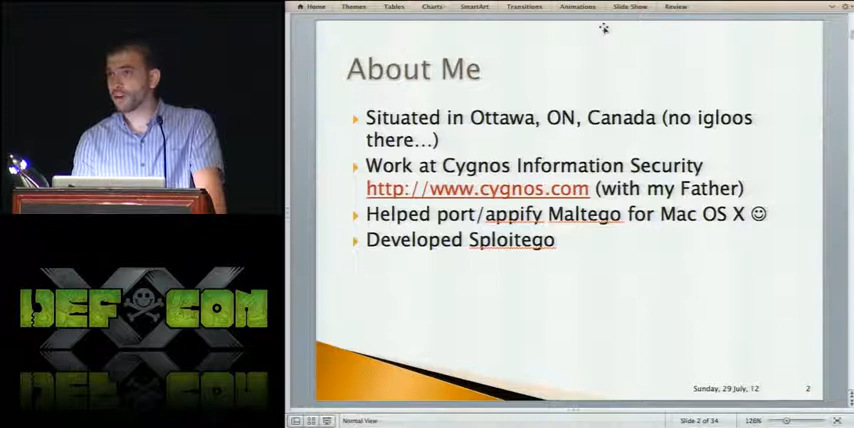 Home Themes Tables Charts SmartArt Transitions Animations Slide Show Review
About Me
Situated in Ottawa, ON, Canada (no igloos
there...)
Work at Cygnos Information Security
http://www.cygnos.com (with my Father)
Helped port/appify Maltego for Mac OS X ☺
Developed Sploitego
DEF CON
XX
Sunday, 29 July, 12 2
Normal View Slide 2 of 34 126%